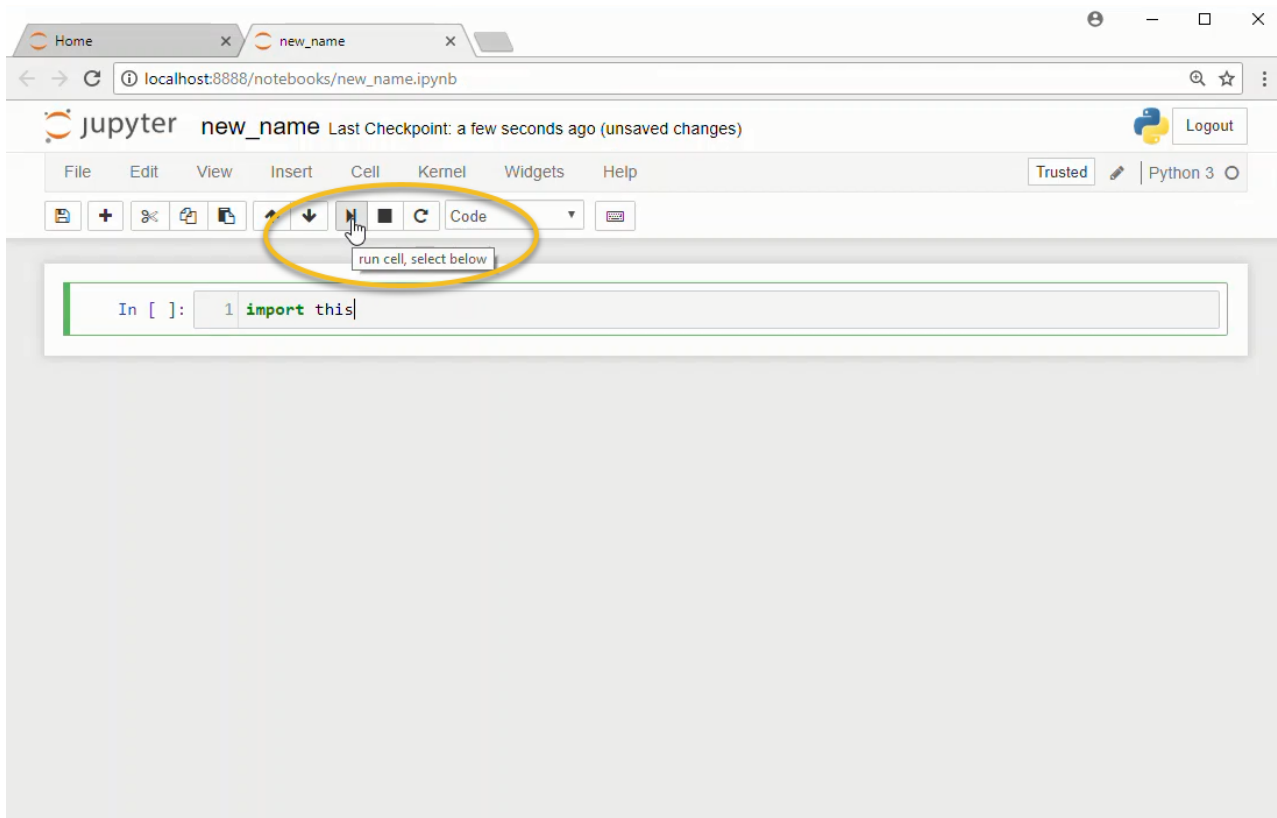 Home new_name
localhost:8888/notebooks/new_name.ipynb
jupyter new_name Last Checkpoint: a few seconds ago (unsaved changes) Logout
File Edit View Insert Cell Kernel Widgets Help Trusted Python 3
Code
run cell, select below
In [ ]: 1 import this